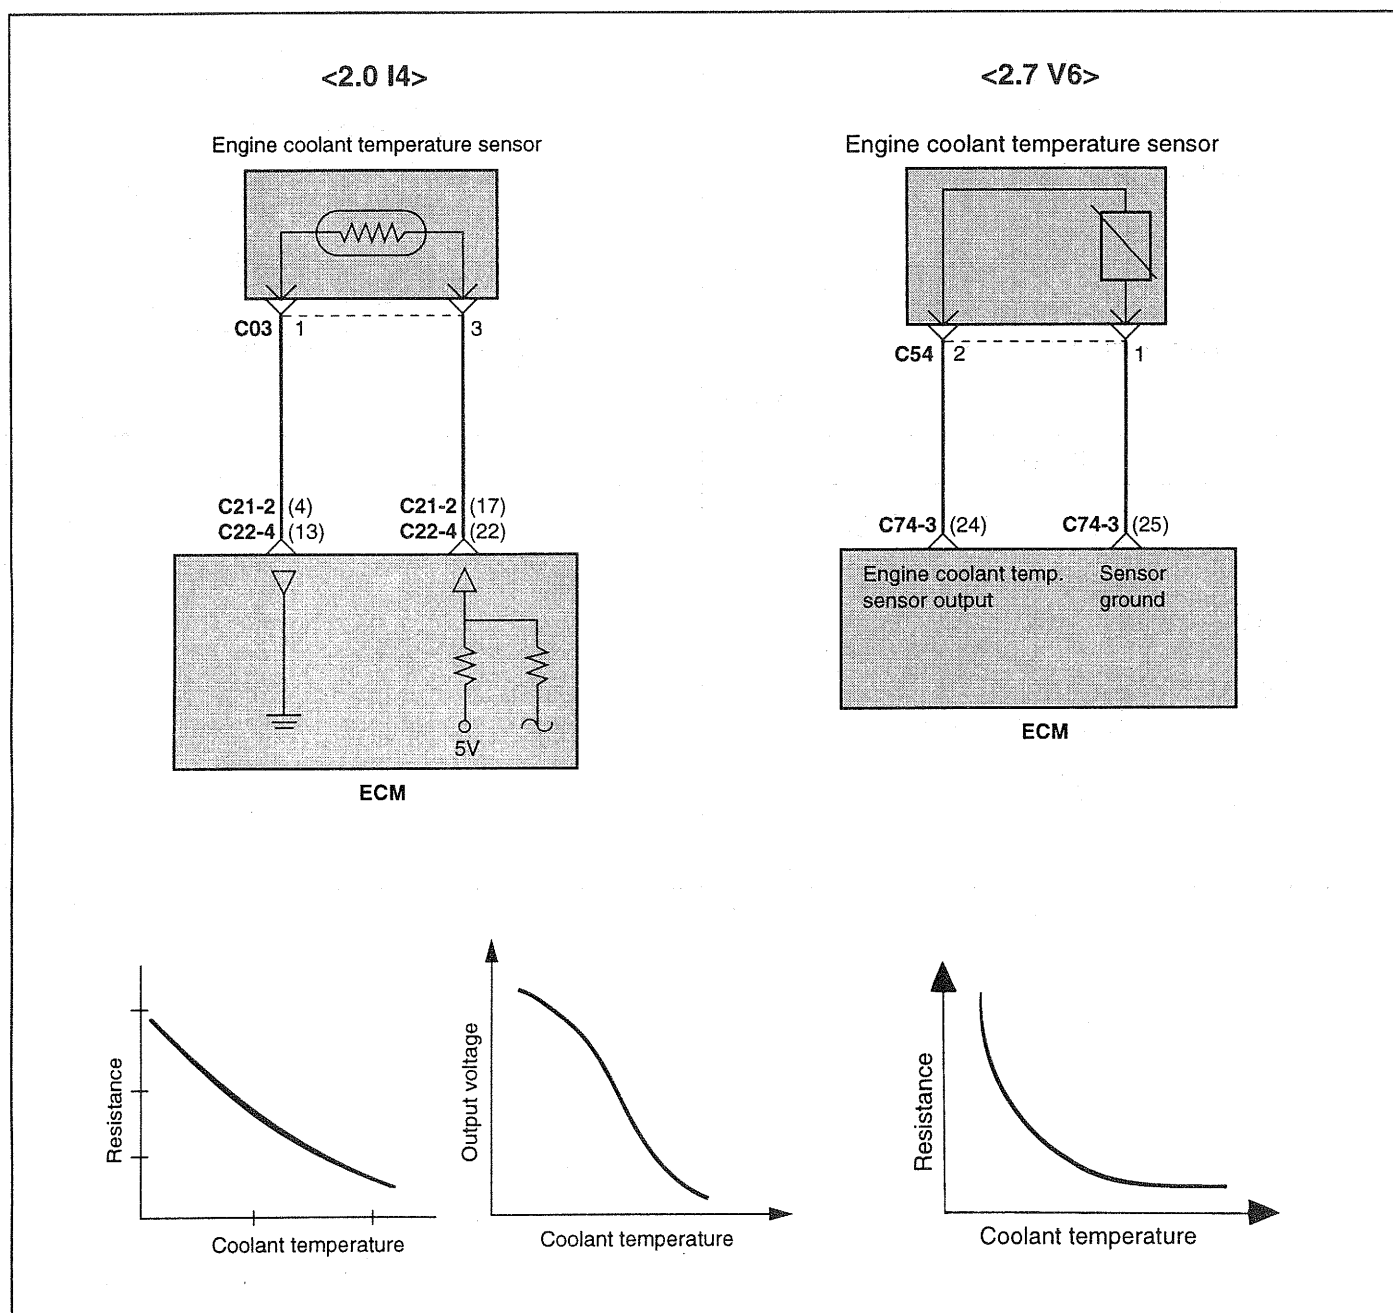 <2.0 I4>
Engine coolant temperature sensor
C03 1 3
C21-2 (4) C21-2 (17)
C22-4 (13) C22-4 (22)
5V
ECM
<2.7 V6>
Engine coolant temperature sensor
C54 2 1
C74-3 (24) C74-3 (25)
Engine coolant temp. Sensor
sensor output ground
ECM
Resistance
Coolant temperature
Output voltage
Coolant temperature
Resistance
Coolant temperature